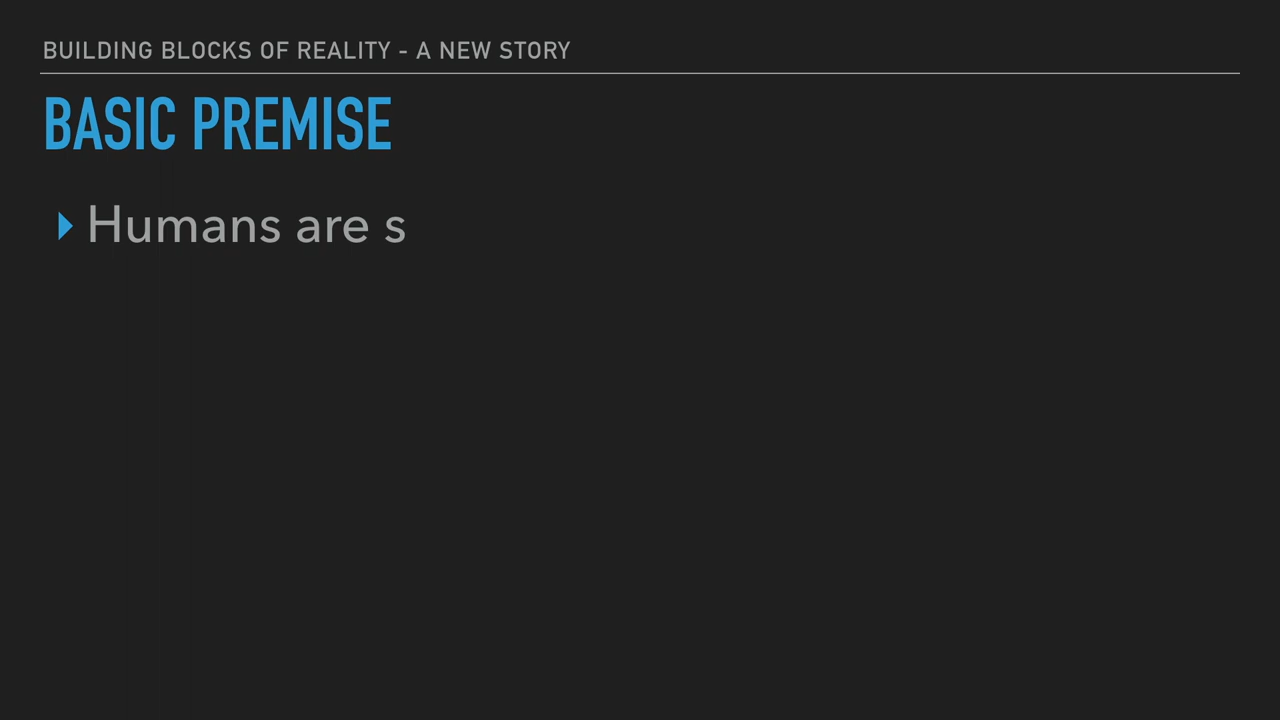 BUILDING BLOCKS OF REALITY - A NEW STORY
BASIC PREMISE
Humans are s